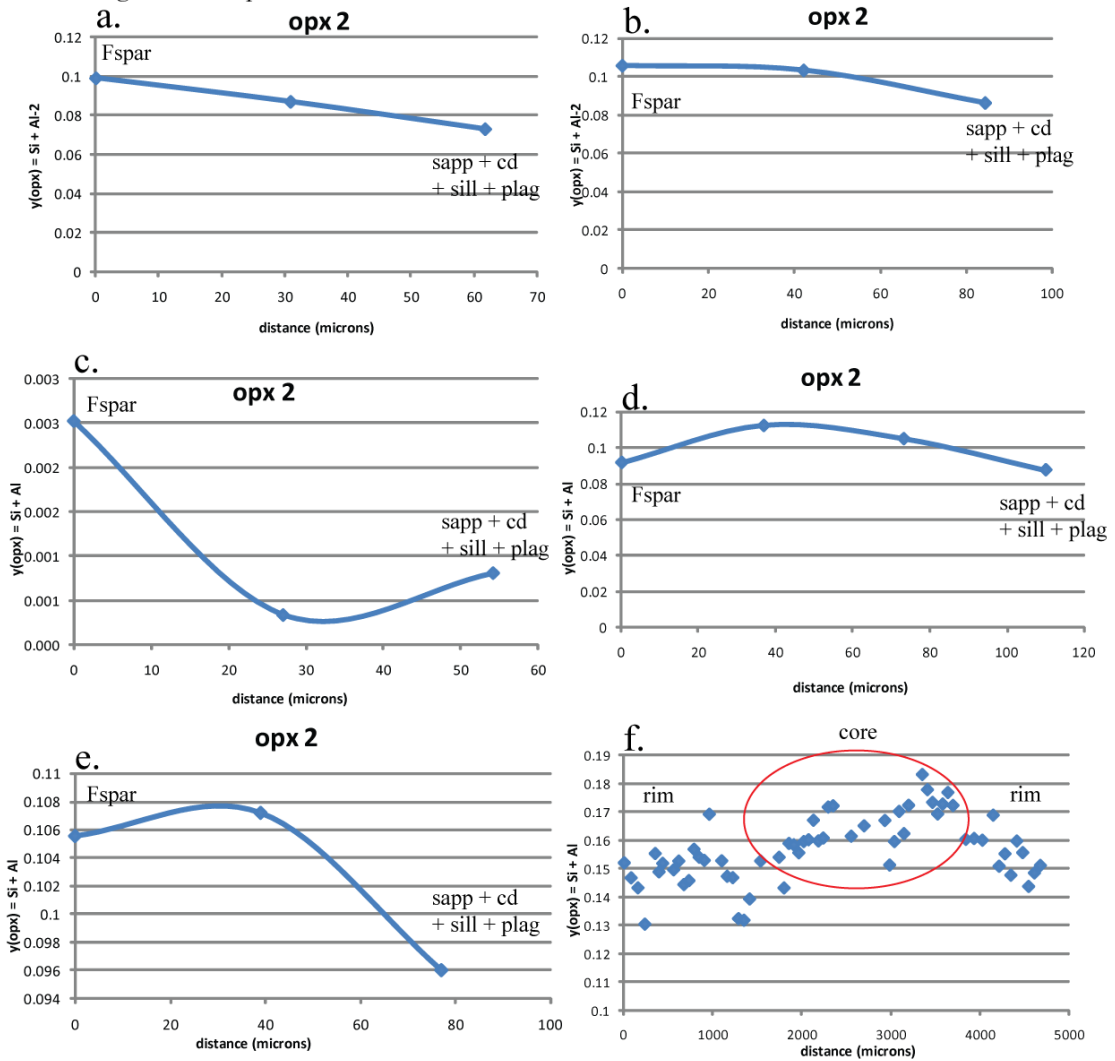 a.
opx 2
0.12
0.1
0.08
0.06
0.04
0.02
0
Fspar
sapp + cd
+ sill + plag
y(opx) = Si + Al-2
0 10 20 30 40 50 60 70
distance (microns)
b.
opx 2
0.12
0.1
0.08
0.06
0.04
0.02
0
Fspar
sapp + cd
+ sill + plag
y(opx) = Si + Al-2
0 20 40 60 80 100
distance (microns)
c.
opx 2
0.003
0.003
0.002
0.002
0.001
0.001
0.000
Fspar
sapp + cd
+ sill + plag
y(opx) = Si + Al
0 10 20 30 40 50 60
distance (microns)
d.
opx 2
0.12
0.1
0.08
0.06
0.04
0.02
0
Fspar
sapp + cd
+ sill + plag
y(opx) = Si + Al
0 20 40 60 80 100 120
distance (microns)
e.
opx 2
0.11
0.108
0.106
0.104
0.102
0.1
0.098
0.096
0.094
Fspar
sapp + cd
+ sill + plag
y(opx) = Si + Al
0 20 40 60 80 100
distance (microns)
f.
core
rim
rim
0.19
0.18
0.17
0.16
0.15
0.14
0.13
0.12
0.11
0.1
y(opx) = Si + Al
0 1000 2000 3000 4000 5000
distance (microns)